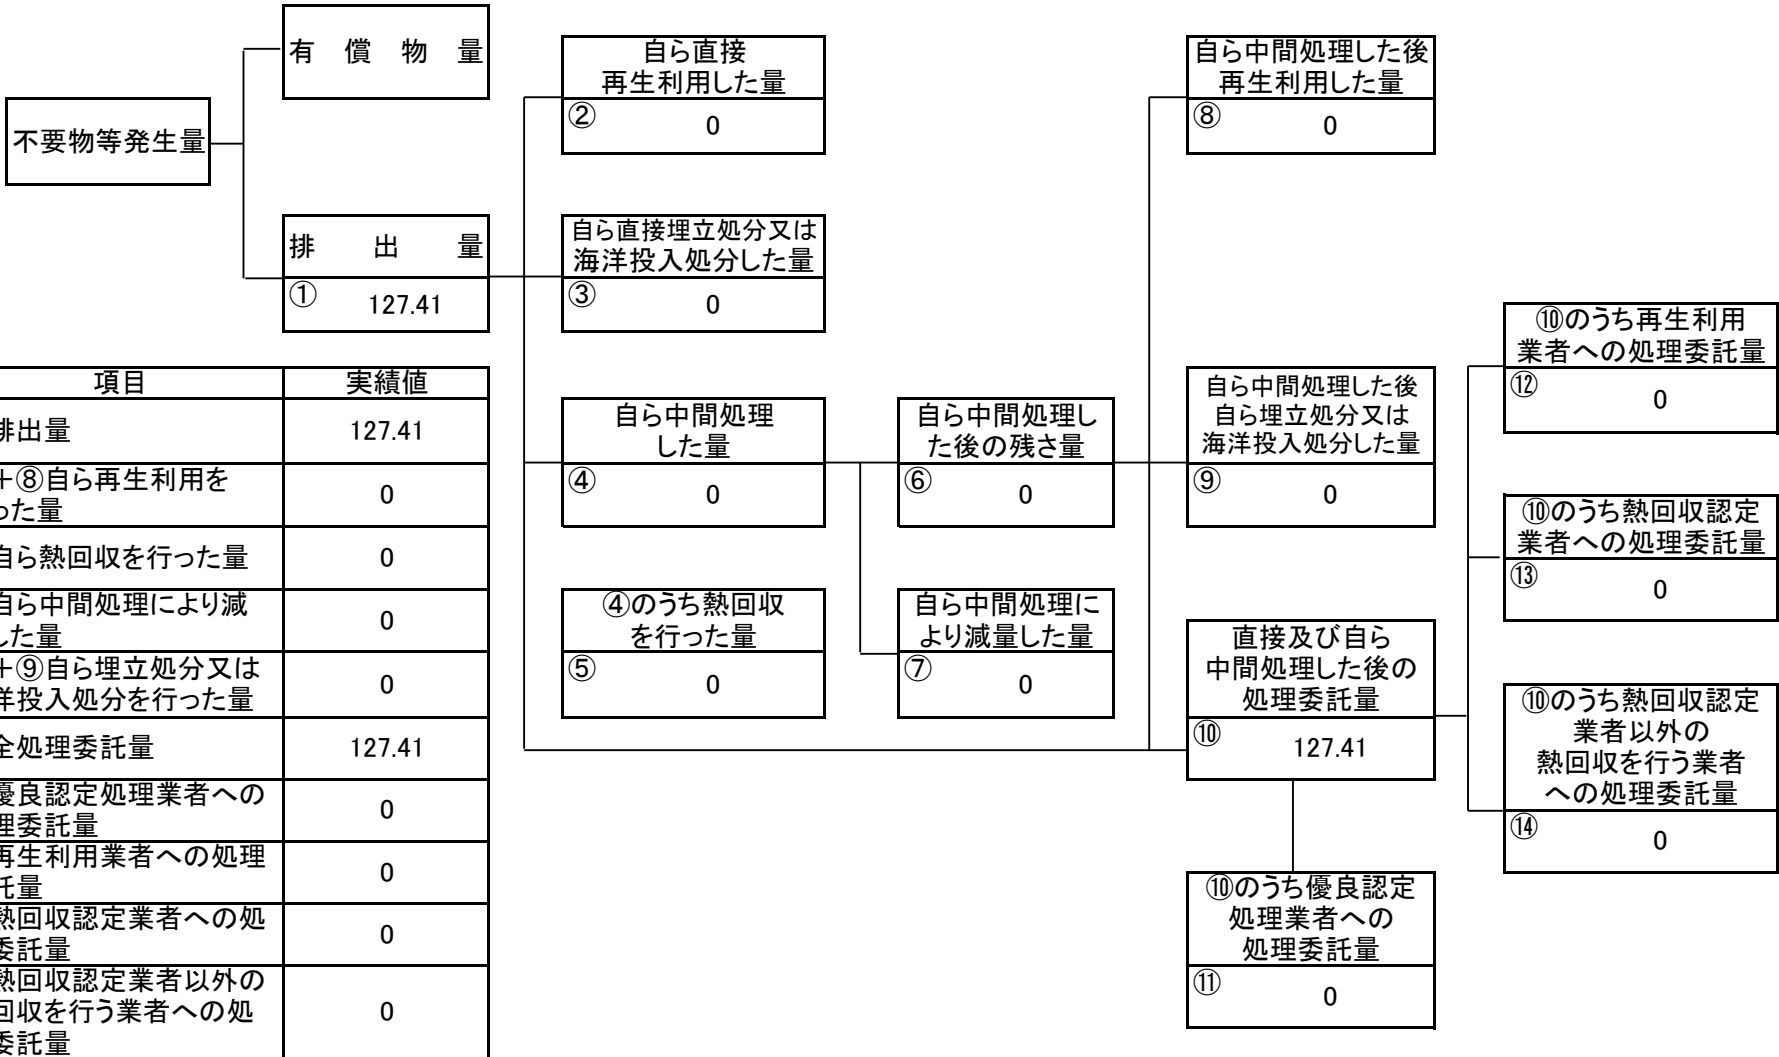 不要物等発生量
有償物量
排出量
①
127.41
自ら直接
再生利用した量
②
0
自ら直接埋立処分又は
海洋投入処分した量
③
0
自ら中間処理
した量
④
0
④のうち熱回収
を行った量
⑤
0
自ら中間処理し
た後の残さ量
⑥
0
自ら中間処理に
より減量した量
⑦
0
自ら中間処理した後
再生利用した量
⑧
0
自ら中間処理した後
自ら埋立処分又は
海洋投入処分した量
⑨
0
直接及び自ら
中間処理した後の
処理委託量
⑩
127.41
⑩のうち優良認定
処理業者への
処理委託量
⑪
0
⑩のうち再生利用
業者への処理委託量
⑫
0
⑩のうち熱回収認定
業者への処理委託量
⑬
0
⑩のうち熱回収認定
業者以外の
熱回収を行う業者
への処理委託量
⑭
0
項目 実績値
排出量 127.41
+⑧自ら再生利用を
った量 0
自ら熱回収を行った量 0
自ら中間処理により減
した量 0
+⑨自ら埋立処分又は
洋投入処分を行った量 0
全処理委託量 127.41
優良認定処理業者への
理委託量 0
再生利用業者への処理
託量 0
熱回収認定業者への処
委託量 0
熱回収認定業者以外の
回収を行う業者への処
委託量 0